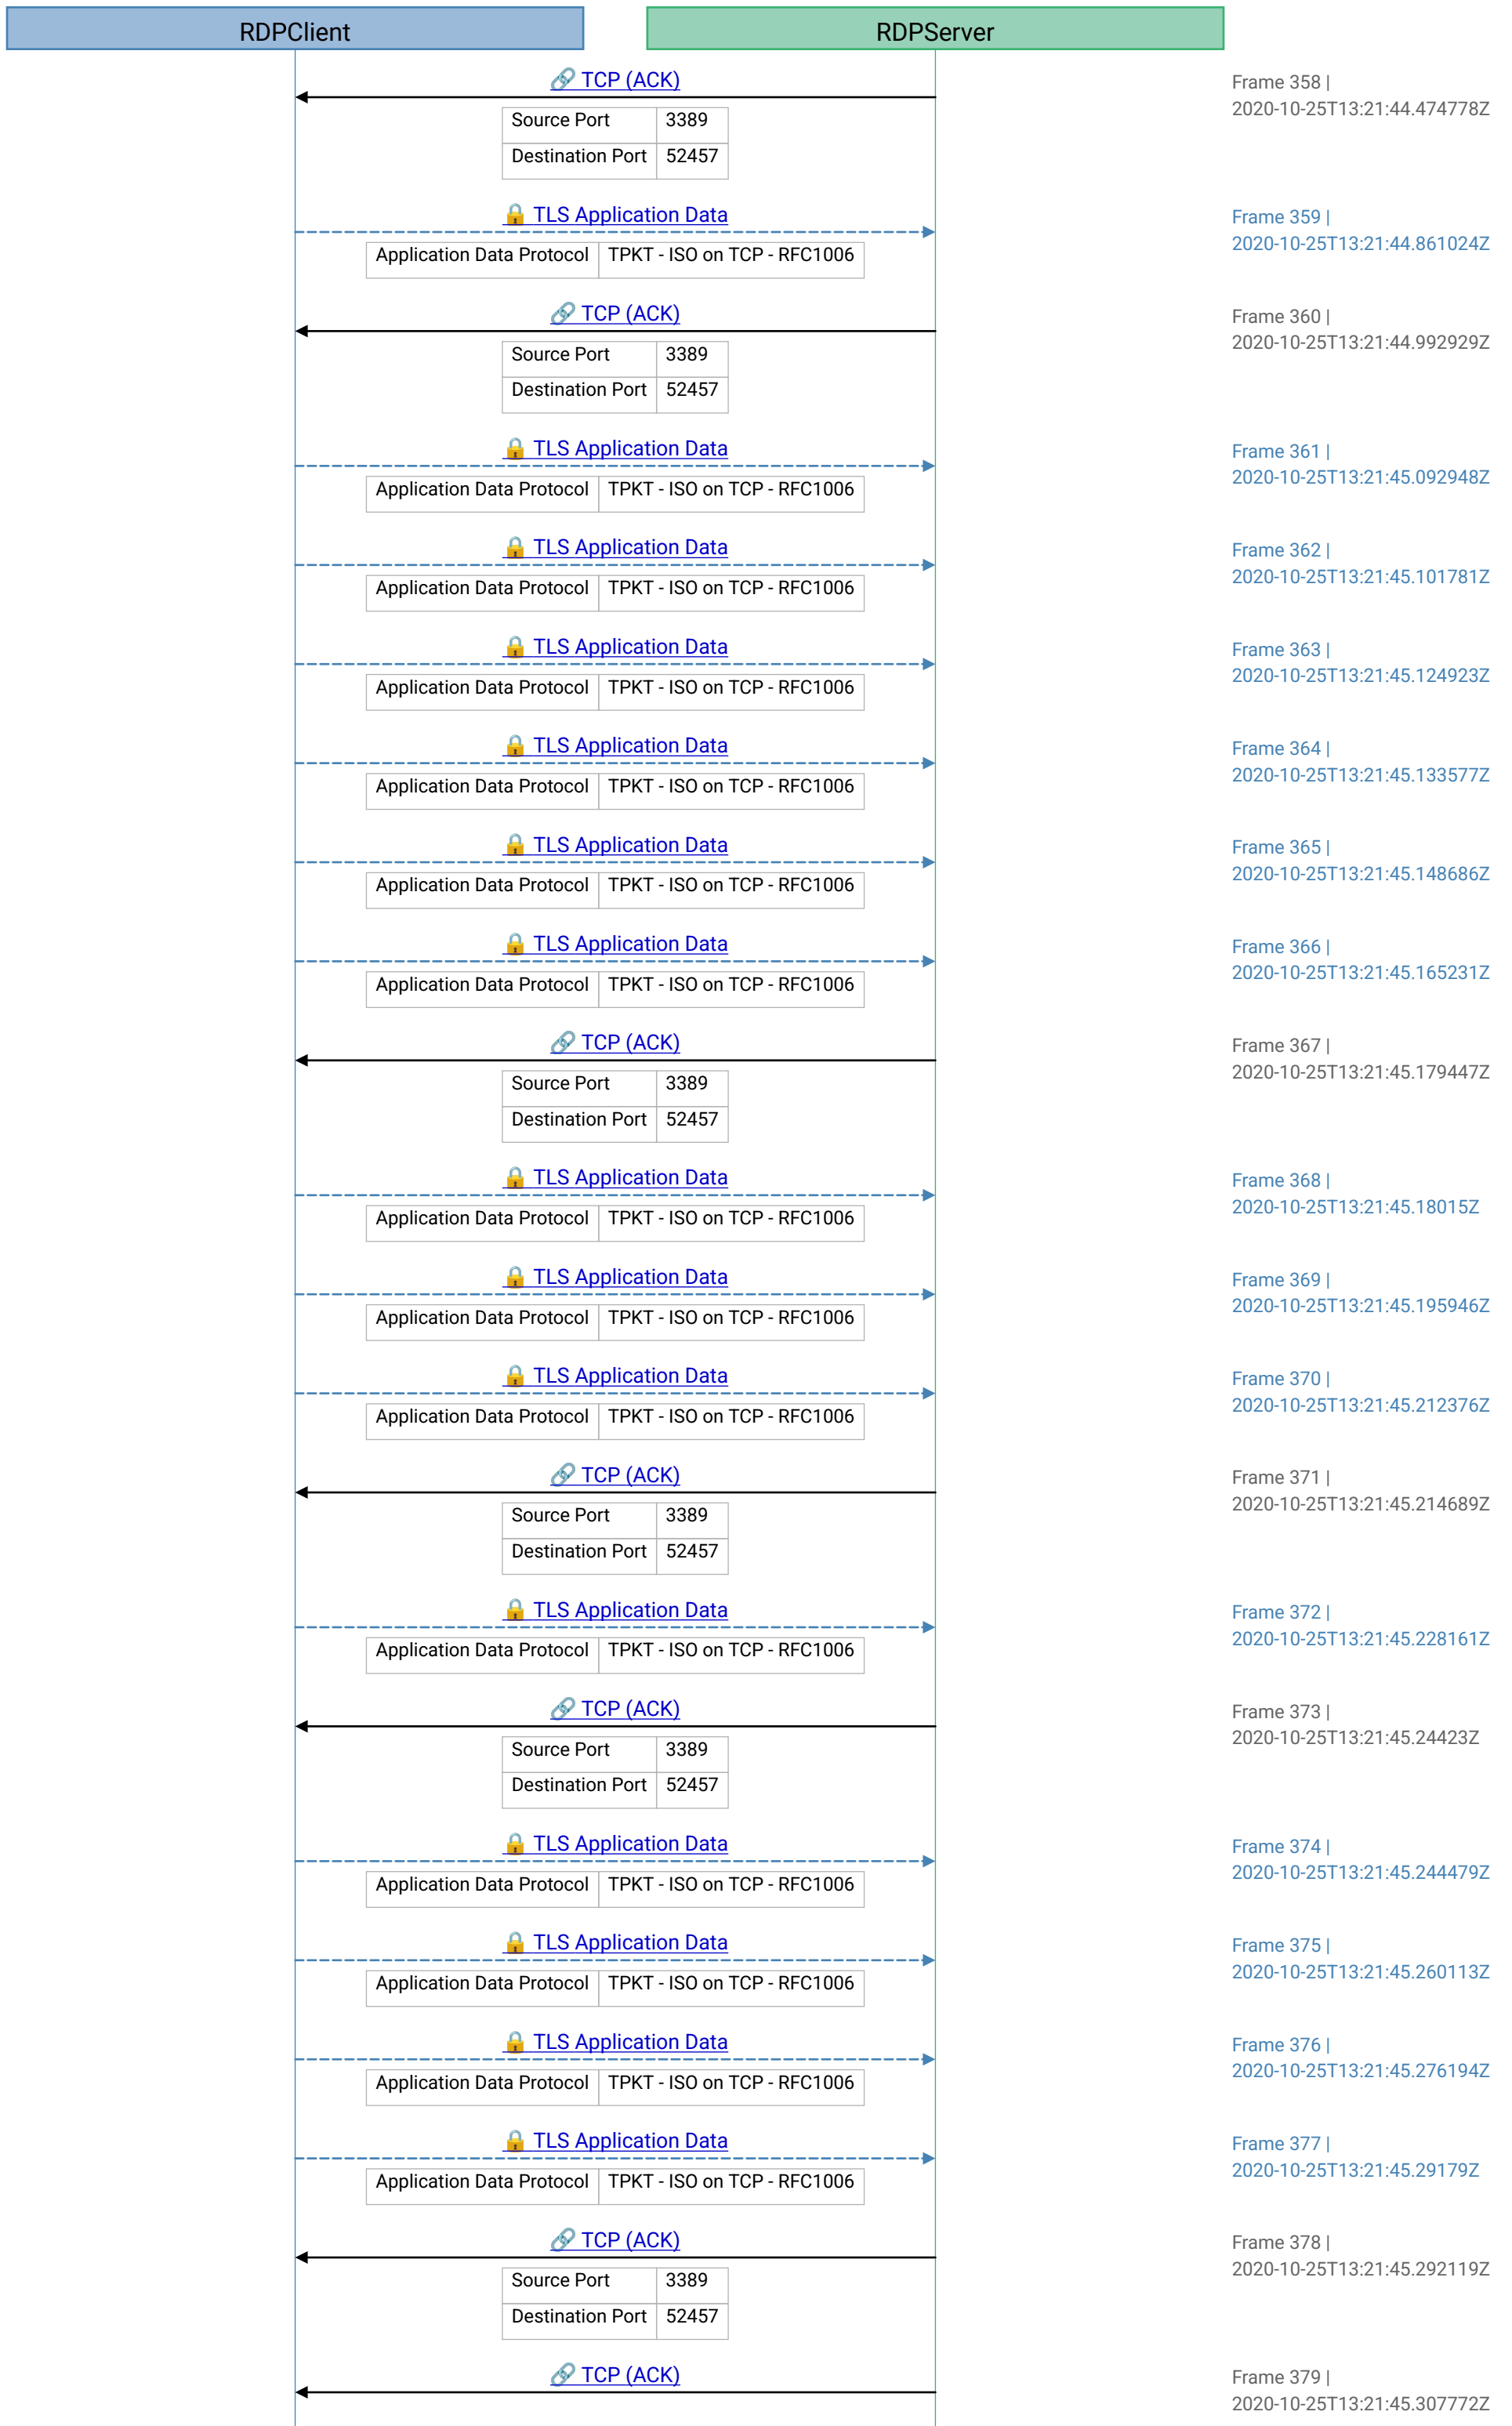 RDPClient
RDPServer
TCP (ACK)
Frame 358 |
2020-10-25T13:21:44.474778Z
Source Port 3389
Destination Port 52457
TLS Application Data
Frame 359 |
2020-10-25T13:21:44.861024Z
Application Data Protocol TPKT - ISO on TCP - RFC1006
TCP (ACK)
Frame 360 |
2020-10-25T13:21:44.992929Z
Source Port 3389
Destination Port 52457
TLS Application Data
Frame 361 |
2020-10-25T13:21:45.092948Z
Application Data Protocol TPKT - ISO on TCP - RFC1006
TLS Application Data
Frame 362 |
2020-10-25T13:21:45.101781Z
Application Data Protocol TPKT - ISO on TCP - RFC1006
TLS Application Data
Frame 363 |
2020-10-25T13:21:45.124923Z
Application Data Protocol TPKT - ISO on TCP - RFC1006
TLS Application Data
Frame 364 |
2020-10-25T13:21:45.133577Z
Application Data Protocol TPKT - ISO on TCP - RFC1006
TLS Application Data
Frame 365 |
2020-10-25T13:21:45.148686Z
Application Data Protocol TPKT - ISO on TCP - RFC1006
TLS Application Data
Frame 366 |
2020-10-25T13:21:45.165231Z
Application Data Protocol TPKT - ISO on TCP - RFC1006
TCP (ACK)
Frame 367 |
2020-10-25T13:21:45.179447Z
Source Port 3389
Destination Port 52457
TLS Application Data
Frame 368 |
2020-10-25T13:21:45.18015Z
Application Data Protocol TPKT - ISO on TCP - RFC1006
TLS Application Data
Frame 369 |
2020-10-25T13:21:45.195946Z
Application Data Protocol TPKT - ISO on TCP - RFC1006
TLS Application Data
Frame 370 |
2020-10-25T13:21:45.212376Z
Application Data Protocol TPKT - ISO on TCP - RFC1006
TCP (ACK)
Frame 371 |
2020-10-25T13:21:45.214689Z
Source Port 3389
Destination Port 52457
TLS Application Data
Frame 372 |
2020-10-25T13:21:45.228161Z
Application Data Protocol TPKT - ISO on TCP - RFC1006
TCP (ACK)
Frame 373 |
2020-10-25T13:21:45.24423Z
Source Port 3389
Destination Port 52457
TLS Application Data
Frame 374 |
2020-10-25T13:21:45.244479Z
Application Data Protocol TPKT - ISO on TCP - RFC1006
TLS Application Data
Frame 375 |
2020-10-25T13:21:45.260113Z
Application Data Protocol TPKT - ISO on TCP - RFC1006
TLS Application Data
Frame 376 |
2020-10-25T13:21:45.276194Z
Application Data Protocol TPKT - ISO on TCP - RFC1006
TLS Application Data
Frame 377 |
2020-10-25T13:21:45.29179Z
Application Data Protocol TPKT - ISO on TCP - RFC1006
TCP (ACK)
Frame 378 |
2020-10-25T13:21:45.292119Z
Source Port 3389
Destination Port 52457
TCP (ACK)
Frame 379 |
2020-10-25T13:21:45.307772Z